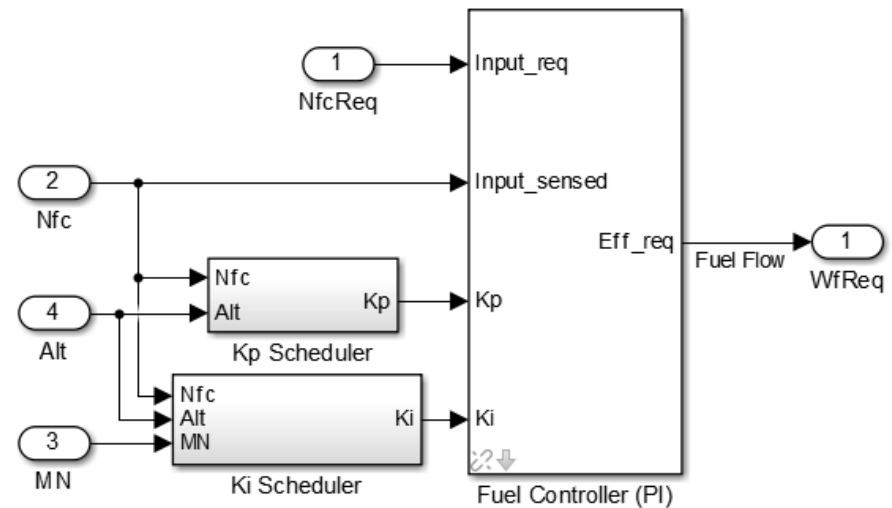 1
NfcReq
Input_req
2
Nfc
Input_sensed
Eff_req
Fuel Flow
1
WfReq
Nfc
Alt
Kp
Kp
Kp Scheduler
4
Alt
Nfc
Alt
MN
Ki
Ki
Ki Scheduler
3
MN
Fuel Controller (PI)